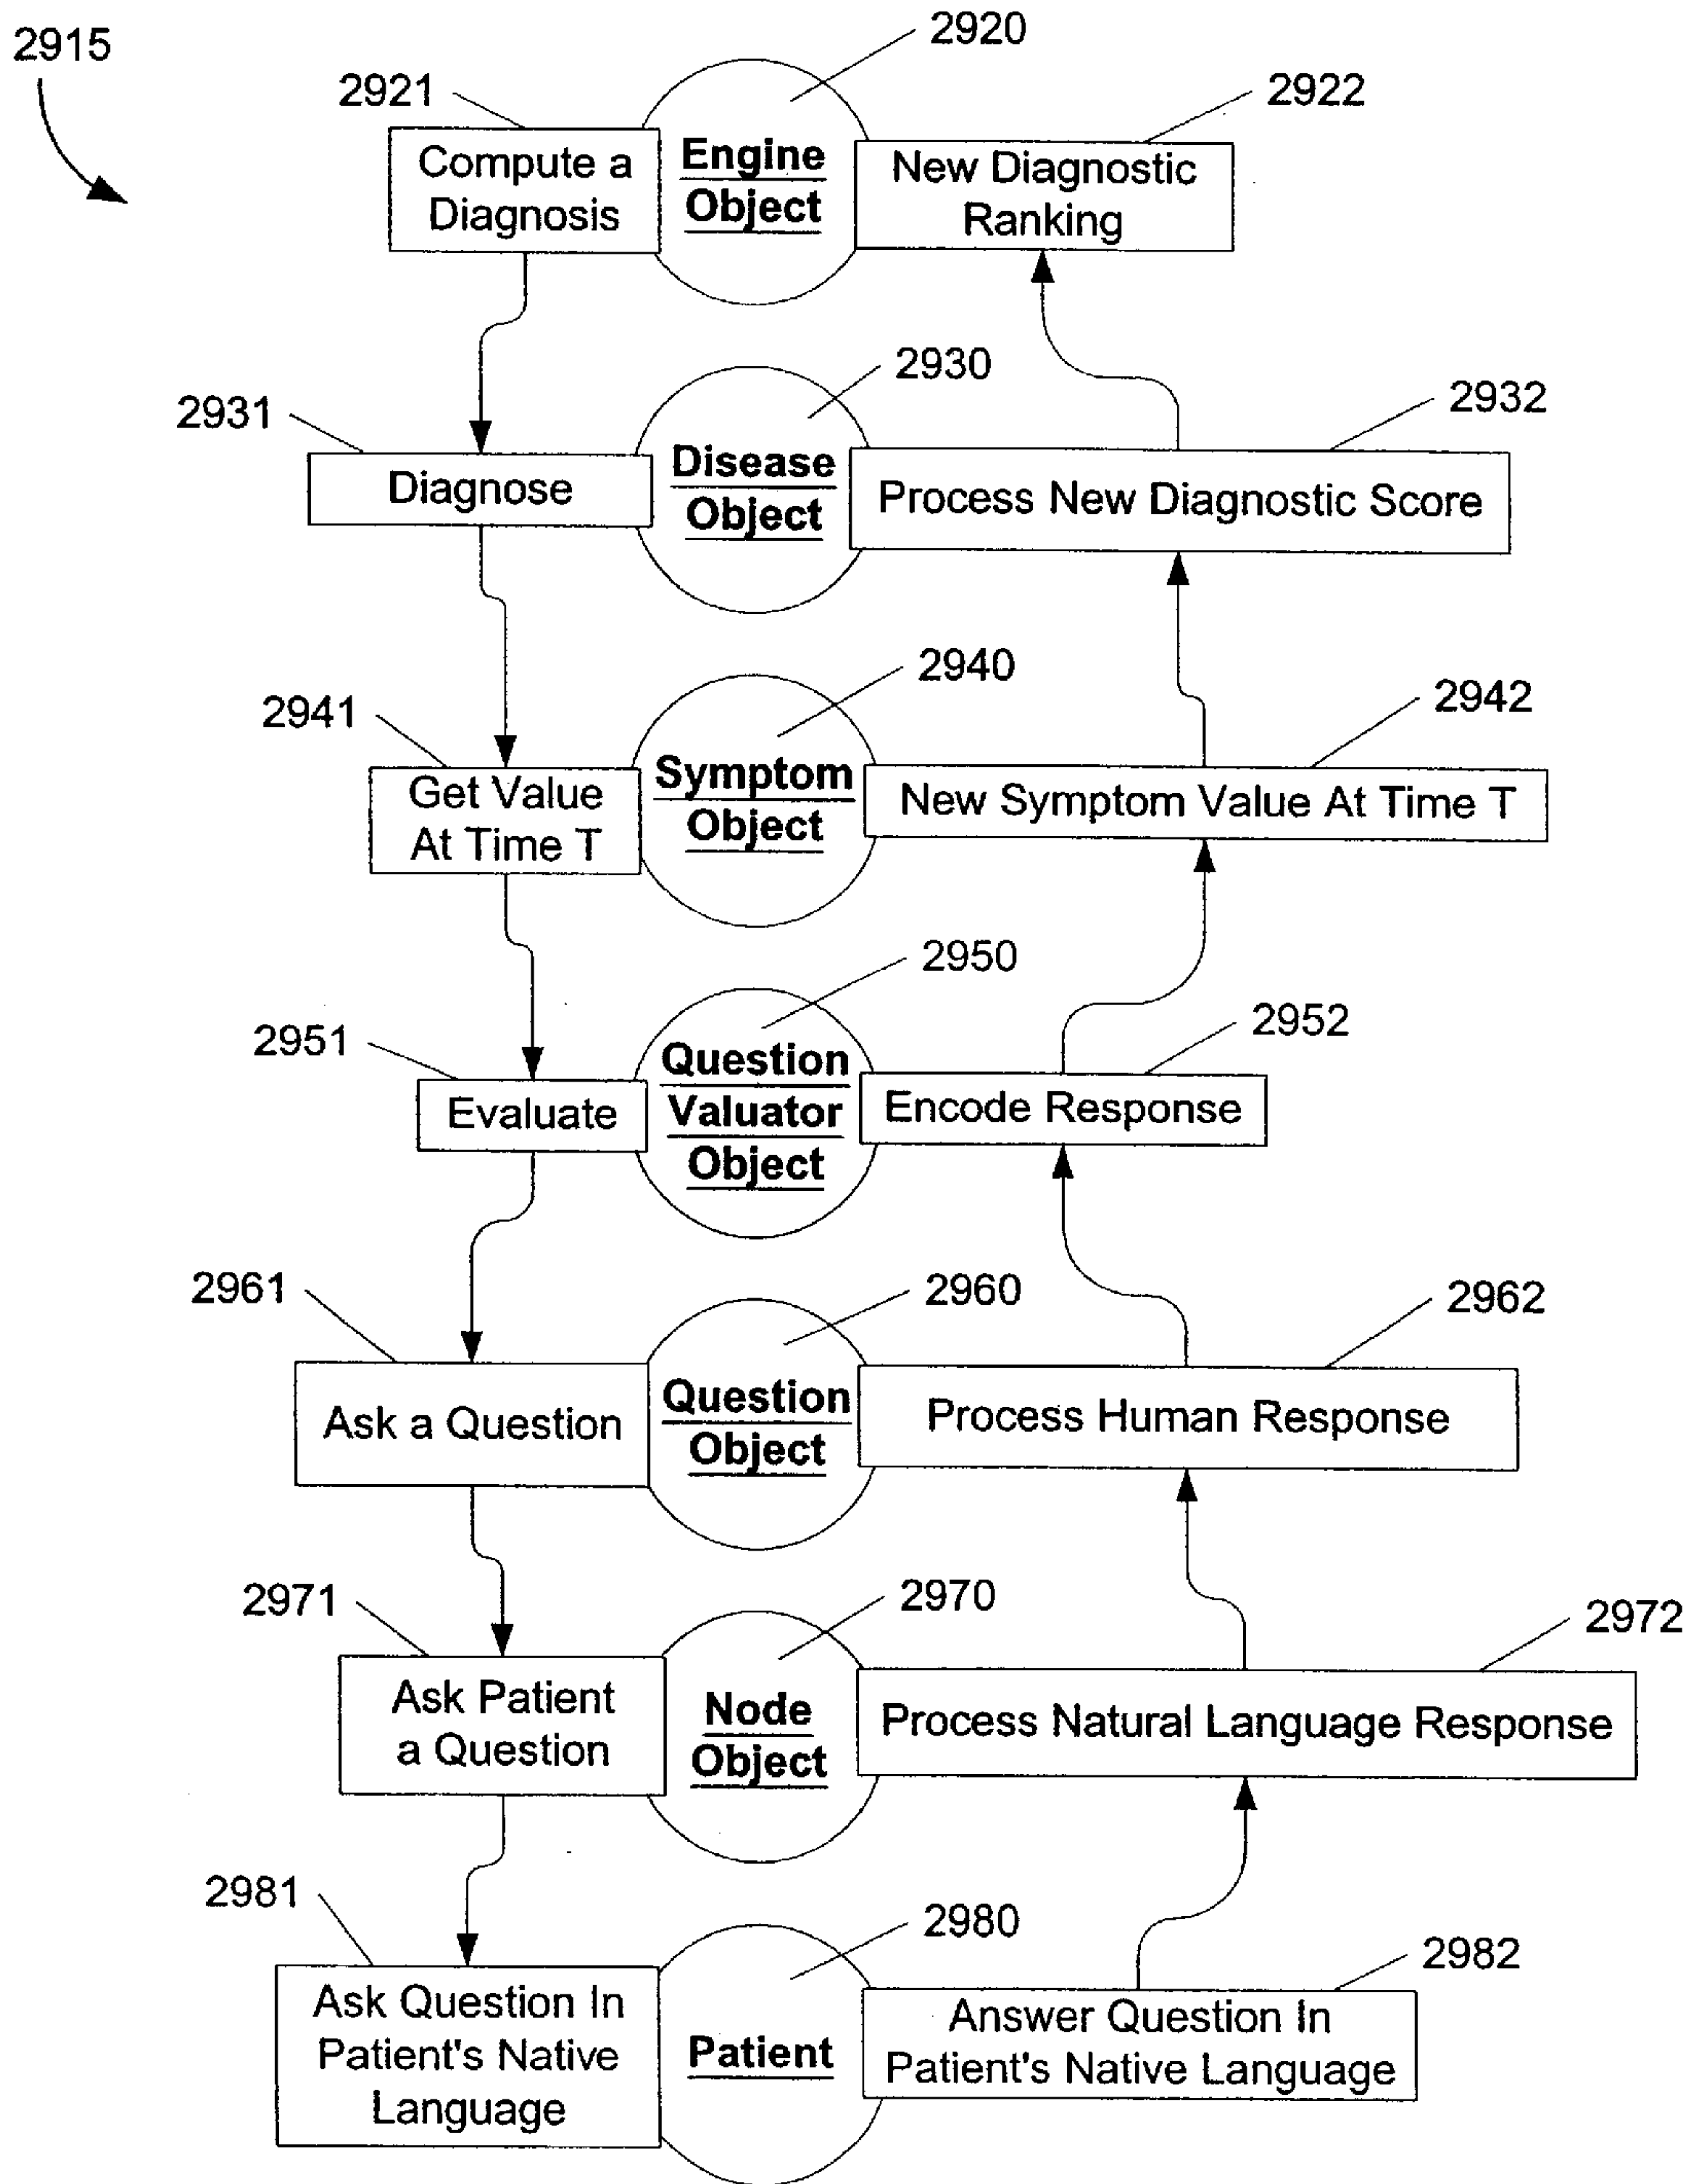 2915
2920
2921
2922
Compute a
Diagnosis
Engine
Object
New Diagnostic
Ranking
2930
2931
2932
Diagnose
Disease
Object
Process New Diagnostic Score
2940
2941
2942
Get Value
At Time T
Symptom
Object
New Symptom Value At Time T
2950
2951
2952
Evaluate
Question
Valuator
Object
Encode Response
2960
2961
2962
Ask a Question
Question
Object
Process Human Response
2970
2971
2972
Ask Patient
a Question
Node
Object
Process Natural Language Response
2980
2981
2982
Ask Question In
Patient's Native
Language
Patient
Answer Question In
Patient's Native Language